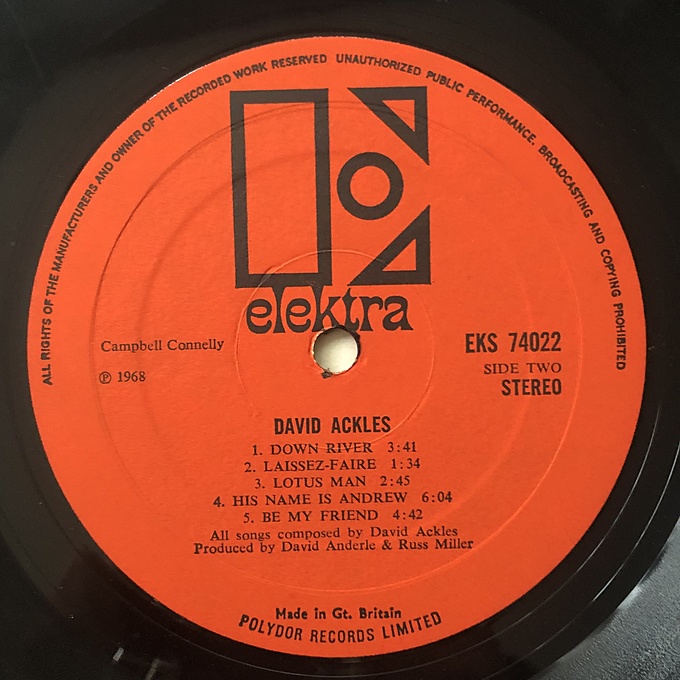 ALL RIGHTS OF THE MANUFACTURERS AND OWNER OF THE RECORDED WORK RESERVED UNAUTHORIZED PUBLIC PERFORMANCE, BROADCASTING AND COPYING PROHIBITED
elektra
Campbell Connelly
℗ 1968
EKS 74022
SIDE TWO
STEREO
DAVID ACKLES
1. DOWN RIVER 3:41
2. LAISSEZ-FAIRE 1:34
3. LOTUS MAN 2:45
4. HIS NAME IS ANDREW 6:04
5. BE MY FRIEND 4:42
All songs composed by David Ackles
Produced by David Anderle & Russ Miller
Made in Gt. Britain
POLYDOR RECORDS LIMITED